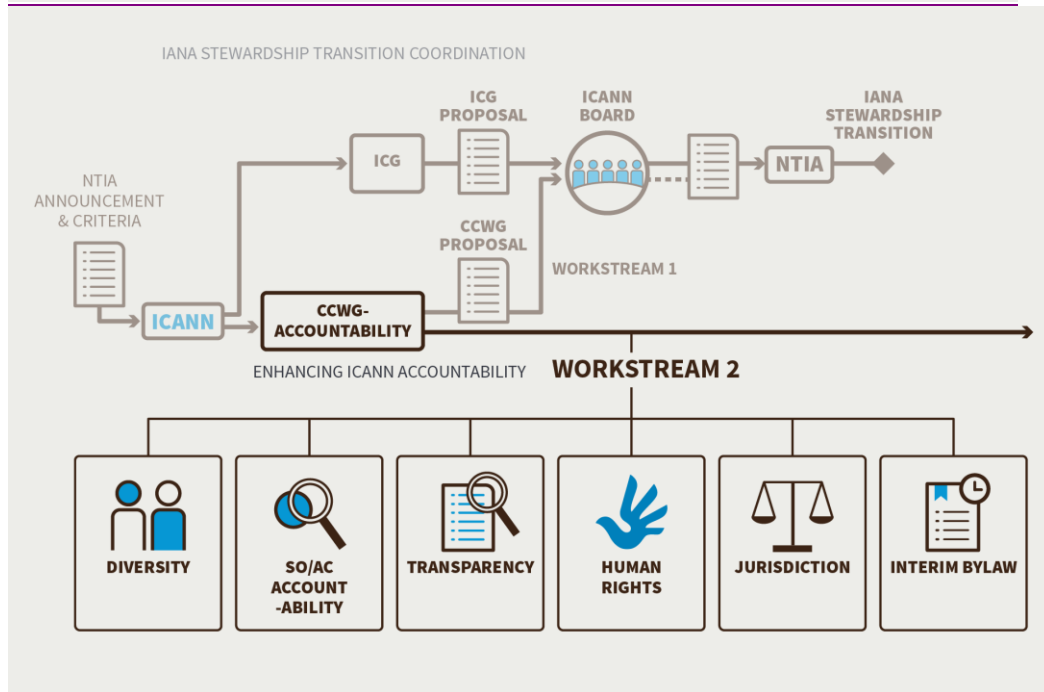 IANA STEWARDSHIP TRANSITION COORDINATION
ICG
PROPOSAL
ICANN
BOARD
IANA
STEWARDSHIP
TRANSITION
ICG
NTIA
NTIA
ANNOUNCEMENT
& CRITERIA
CCWG
PROPOSAL
WORKSTREAM 1
ICANN
CCWG-
ACCOUNTABILITY
ENHANCING ICANN ACCOUNTABILITY
WORKSTREAM 2
DIVERSITY
SO/AC
ACCOUNT
-ABILITY
TRANSPARENCY
HUMAN
RIGHTS
JURISDICTION
INTERIM BYLAW